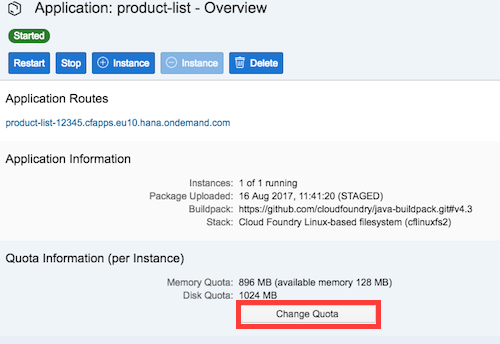 Application: product-list - Overview
Started
Restart Stop + Instance − Instance Delete
Application Routes
product-list-12345.cfapps.eu10.hana.ondemand.com
Application Information
Instances: 1 of 1 running
Package Uploaded: 16 Aug 2017, 11:41:20 (STAGED)
Buildpack: https://github.com/cloudfoundry/java-buildpack.git#v4.3
Stack: Cloud Foundry Linux-based filesystem (cflinuxfs2)
Quota Information (per Instance)
Memory Quota: 896 MB (available memory 128 MB)
Disk Quota: 1024 MB
Change Quota